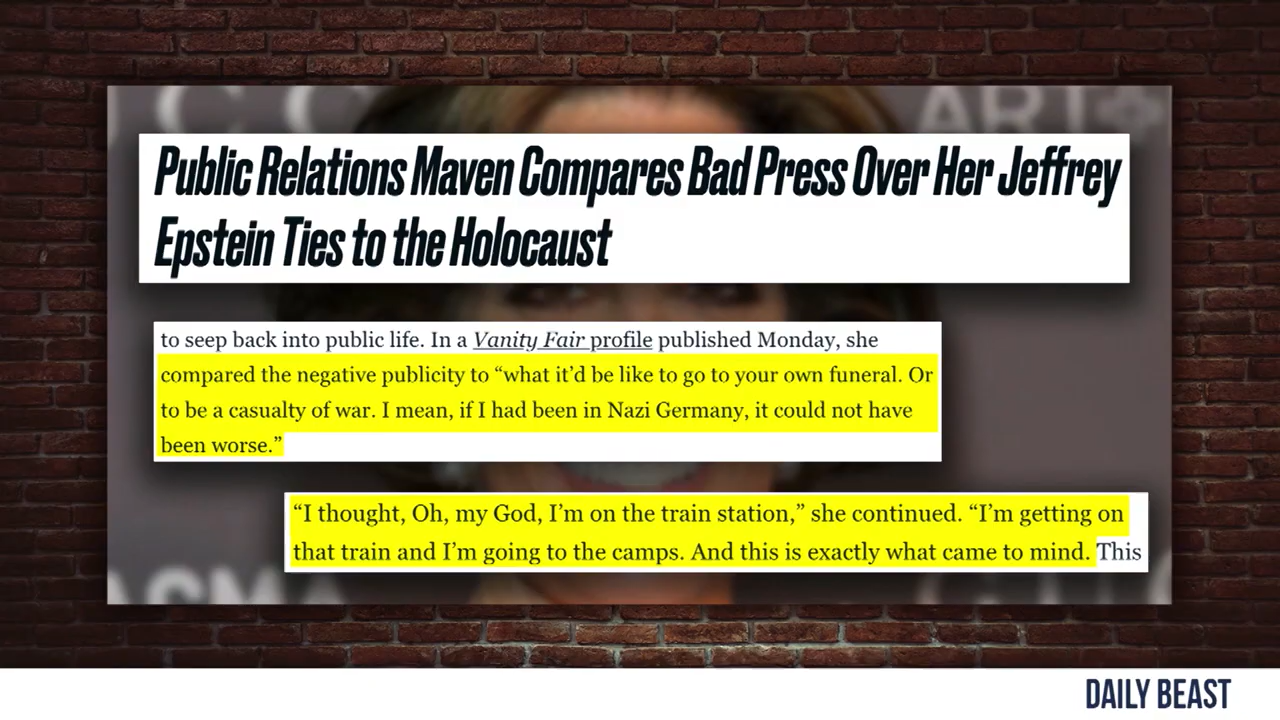 Public Relations Maven Compares Bad Press Over Her Jeffrey
Epstein Ties to the Holocaust
to seep back into public life. In a Vanity Fair profile published Monday, she
compared the negative publicity to “what it’d be like to go to your own funeral. Or
to be a casualty of war. I mean, if I had been in Nazi Germany, it could not have
been worse.”
“I thought, Oh, my God, I’m on the train station,” she continued. “I’m getting on
that train and I’m going to the camps. And this is exactly what came to mind. This
DAILY BEAST